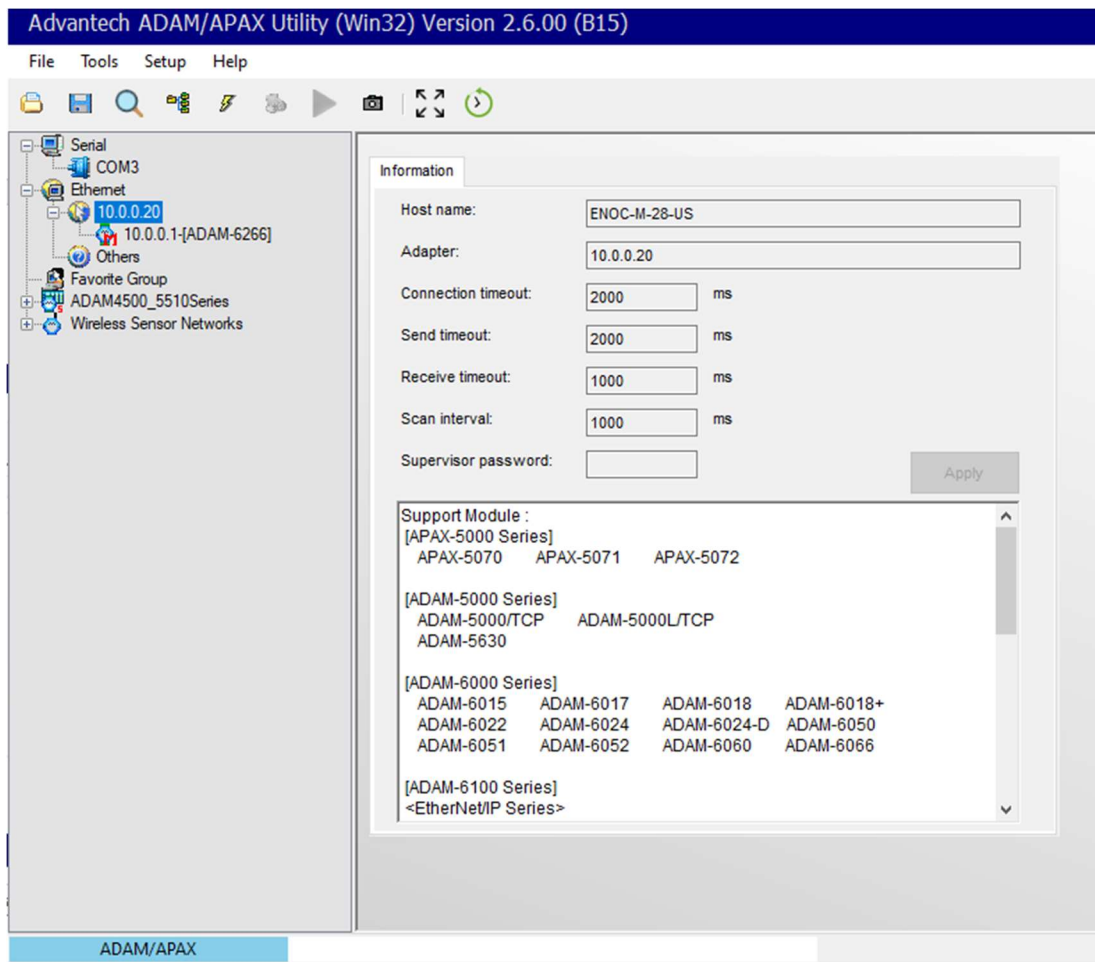 Advantech ADAM/APAX Utility (Win32) Version 2.6.00 (B15)
File Tools Setup Help
Serial
COM3
Ethernet
10.0.0.20
10.0.0.1-[ADAM-6266]
Others
Favorite Group
ADAM4500_5510Series
Wireless Sensor Networks
Information
Host name: ENOC-M-28-US
Adapter: 10.0.0.20
Connection timeout: 2000 ms
Send timeout: 2000 ms
Receive timeout: 1000 ms
Scan interval: 1000 ms
Supervisor password:
Apply
Support Module :
[APAX-5000 Series]
APAX-5070 APAX-5071 APAX-5072
[ADAM-5000 Series]
ADAM-5000/TCP ADAM-5000L/TCP
ADAM-5630
[ADAM-6000 Series]
ADAM-6015 ADAM-6017 ADAM-6018 ADAM-6018+
ADAM-6022 ADAM-6024 ADAM-6024-D ADAM-6050
ADAM-6051 ADAM-6052 ADAM-6060 ADAM-6066
[ADAM-6100 Series]
<EtherNet/IP Series>
ADAM/APAX